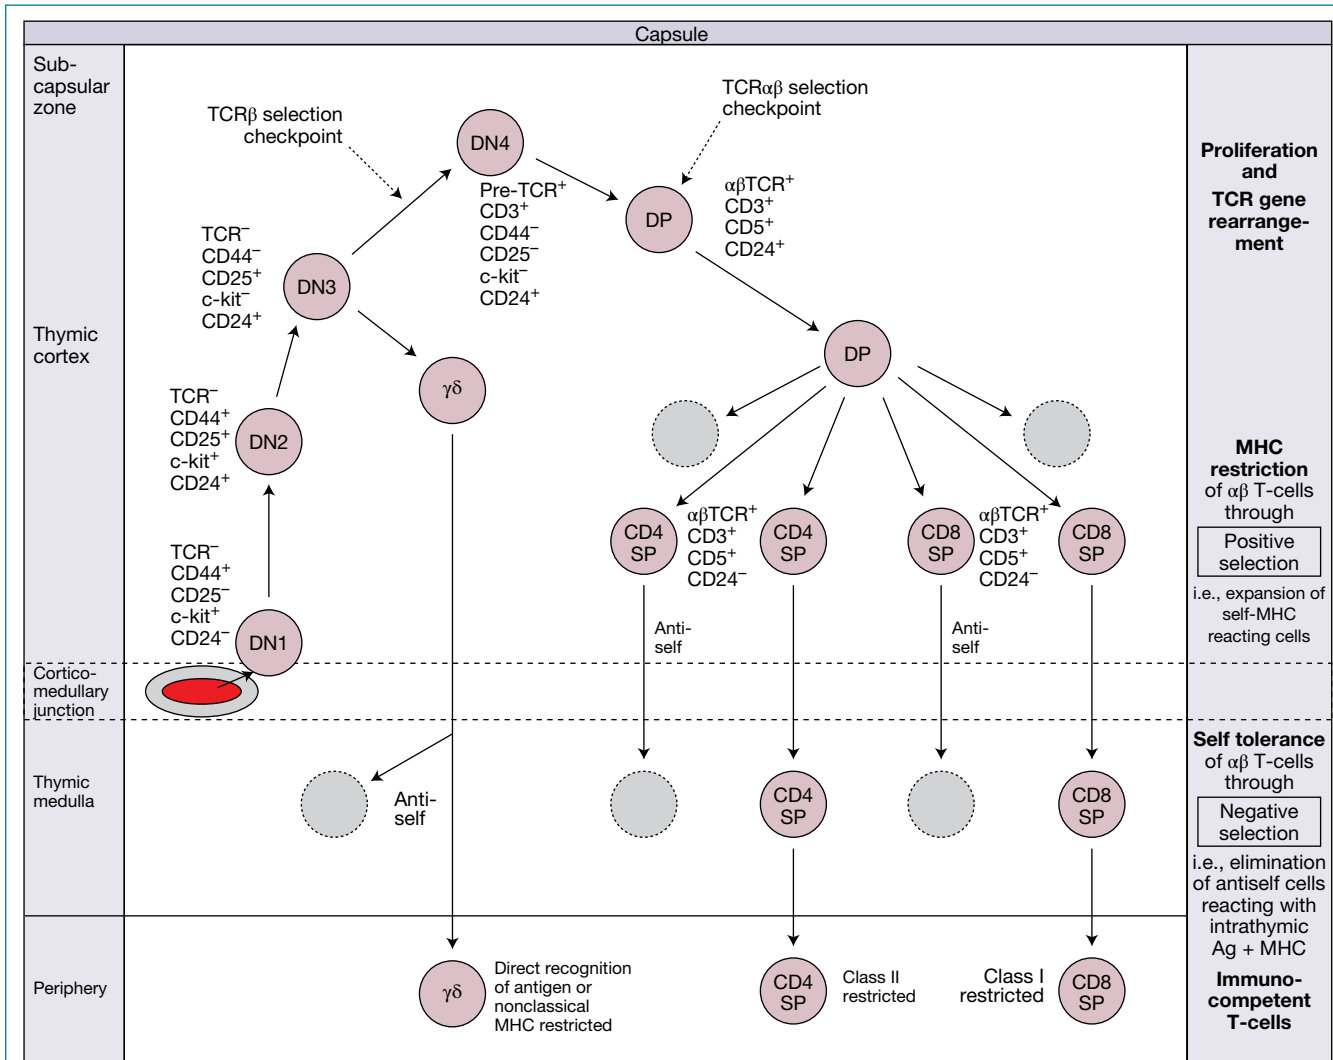 Capsule
Sub-
capsular
zone
Thymic
cortex
Cortico-
medullary
junction
Thymic
medulla
Periphery
TCRβ selection
checkpoint
TCRαβ selection
checkpoint
DN4
Pre-TCR⁺
CD3⁺
CD44⁻
CD25⁻
c-kit⁻
CD24⁺
DP
αβTCR⁺
CD3⁺
CD5⁺
CD24⁺
TCR⁻
CD44⁻
CD25⁺
c-kit⁻
CD24⁺
DN3
DP
γδ
TCR⁻
CD44⁺
CD25⁺
c-kit⁺
CD24⁺
DN2
TCR⁻
CD44⁺
CD25⁻
c-kit⁺
CD24⁻
DN1
CD4
SP
αβTCR⁺
CD3⁺
CD5⁺
CD24⁻
CD4
SP
CD8
SP
αβTCR⁺
CD3⁺
CD5⁺
CD24⁻
CD8
SP
Anti-
self
Anti-
self
Anti-
self
CD4
SP
CD8
SP
γδ
Direct recognition
of antigen or
nonclassical
MHC restricted
CD4
SP
Class II
restricted
Class I
restricted
CD8
SP
Proliferation
and
TCR gene
rearrange-
ment
MHC
restriction
of αβ T-cells
through
Positive
selection
i.e., expansion of
self-MHC
reacting cells
Self tolerance
of αβ T-cells
through
Negative
selection
i.e., elimination
of antiself cells
reacting with
intrathymic
Ag + MHC
Immuno-
competent
T-cells